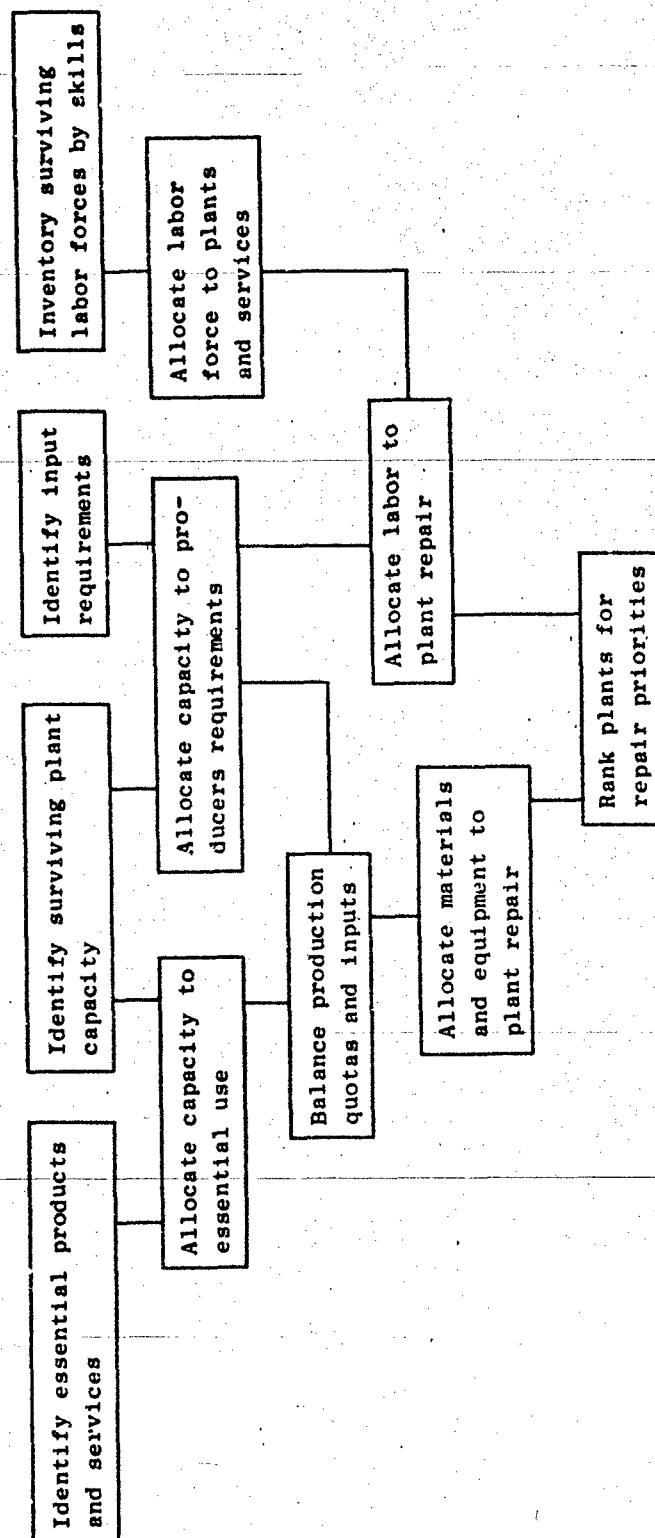 Identify essential products
and services
Identify surviving plant
capacity
Identify input
requirements
Inventory surviving
labor forces by skills
Allocate capacity to
essential use
Allocate capacity to pro-
ducers requirements
Allocate labor
force to plants
and services
Balance production
quotas and inputs
Allocate labor to
plant repair
Allocate materials
and equipment to
plant repair
Rank plants for
repair priorities